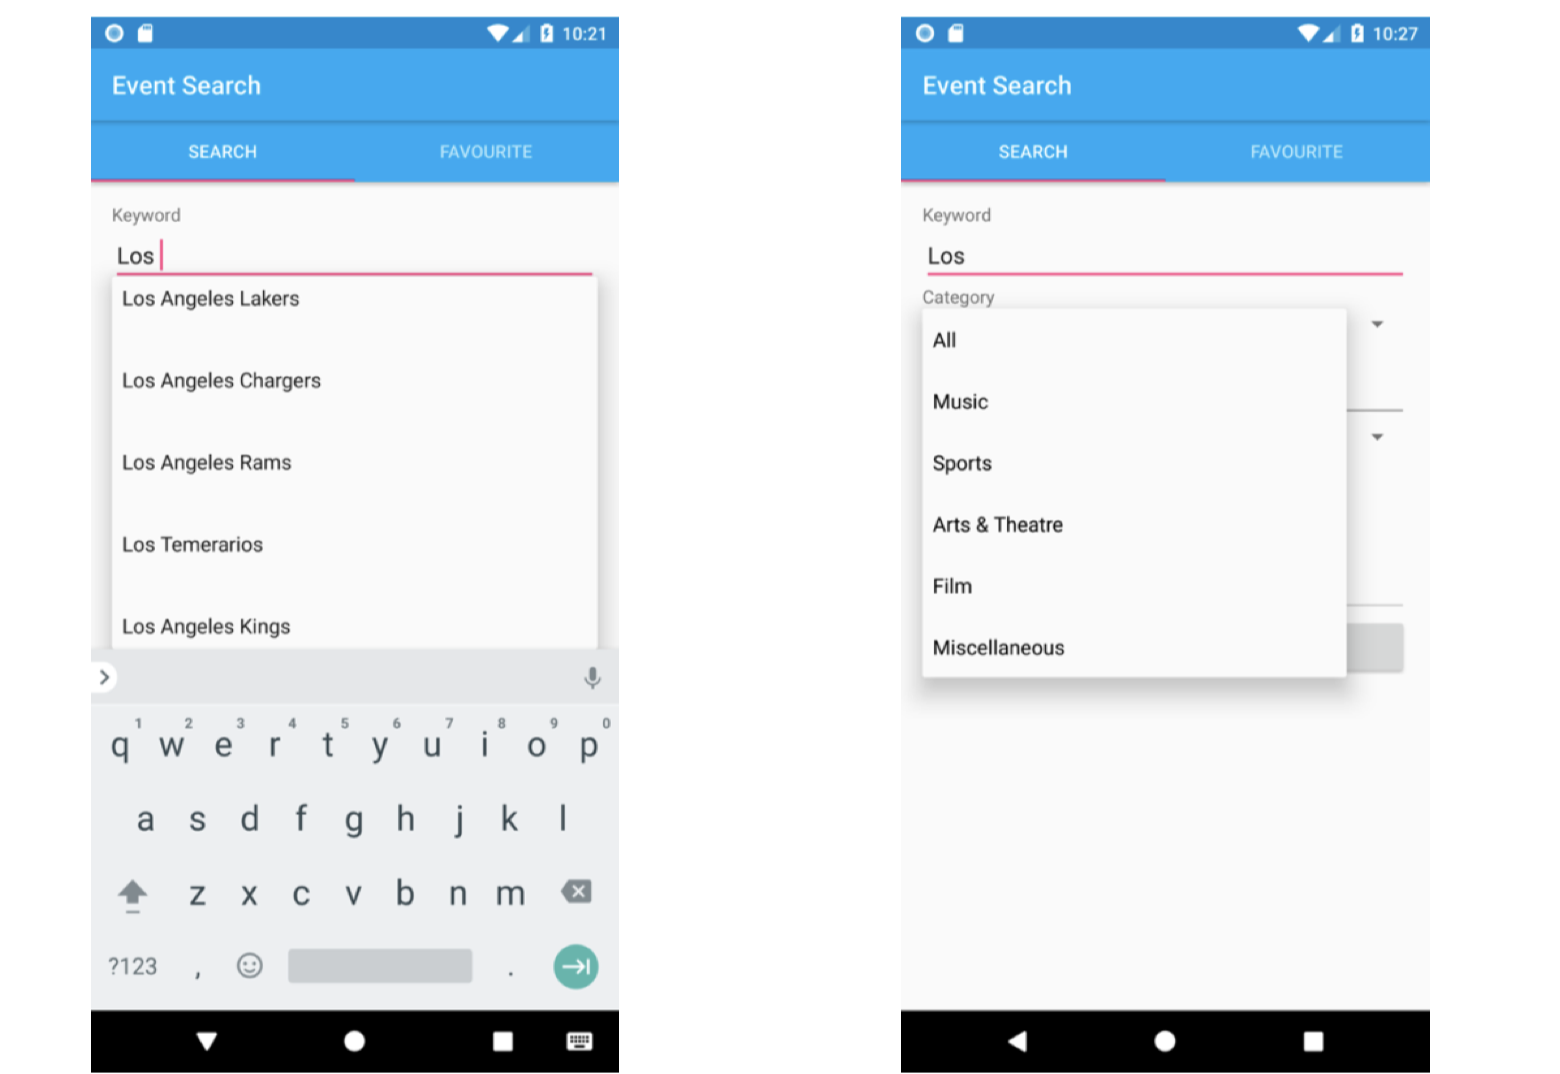 10:21
Event Search
SEARCH FAVOURITE
Keyword
Los
Los Angeles Lakers
Los Angeles Chargers
Los Angeles Rams
Los Temerarios
Los Angeles Kings
1 2 3 4 5 6 7 8 9 0
q w e r t y u i o p
a s d f g h j k l
z x c v b n m
?123 , .
10:27
Event Search
SEARCH FAVOURITE
Keyword
Los
Category
All
Music
Sports
Arts & Theatre
Film
Miscellaneous